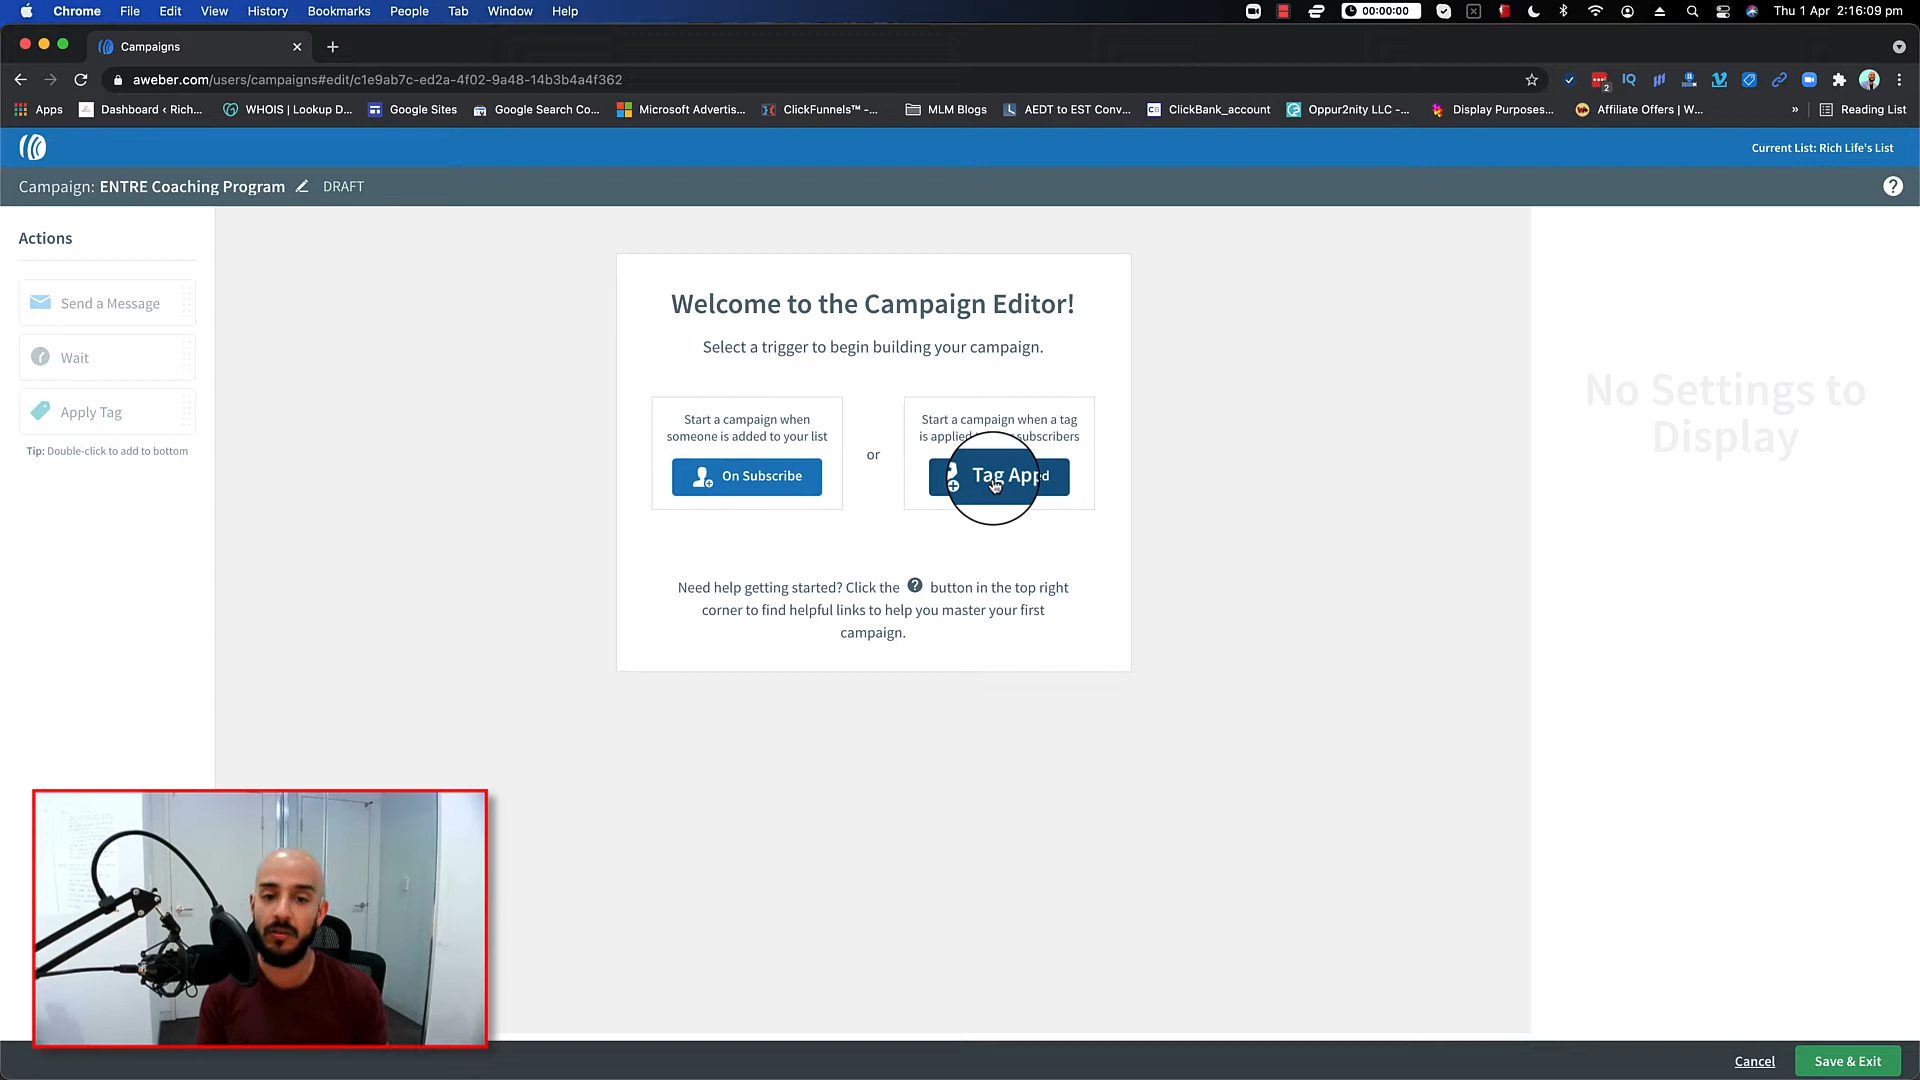 Chrome File Edit View History Bookmarks People Tab Window Help 00:00:00 Thu 1 Apr 2:16:09 pm
Campaigns
aweber.com/users/campaigns#edit/c1e9ab7c-ed2a-4f02-9a48-14b3b4a4f362
2
Apps Dashboard ‹ Rich... WHOIS | Lookup D... Google Sites Google Search Co... Microsoft Advertis... ClickFunnels™ -... MLM Blogs AEDT to EST Conv... ClickBank_account Oppur2nity LLC -... Display Purposes... Affiliate Offers | W... » Reading List
Current List: Rich Life's List
Campaign: ENTRE Coaching Program DRAFT
Actions
Send a Message
Wait
Apply Tag
Tip: Double-click to add to bottom
Welcome to the Campaign Editor!
Select a trigger to begin building your campaign.
Start a campaign when
someone is added to your list
On Subscribe
or
Start a campaign when a tag
is applied subscribers
Tag App d
Need help getting started? Click the ? button in the top right
corner to find helpful links to help you master your first
campaign.
No Settings to
Display
Cancel Save & Exit